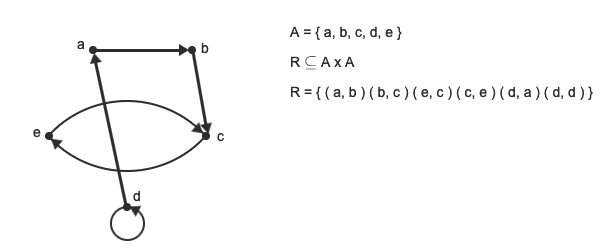 a
b
e
c
d
A = { a, b, c, d, e }
R ⊆ A x A
R = { ( a, b ) ( b, c ) ( e, c ) ( c, e ) ( d, a ) ( d, d ) }